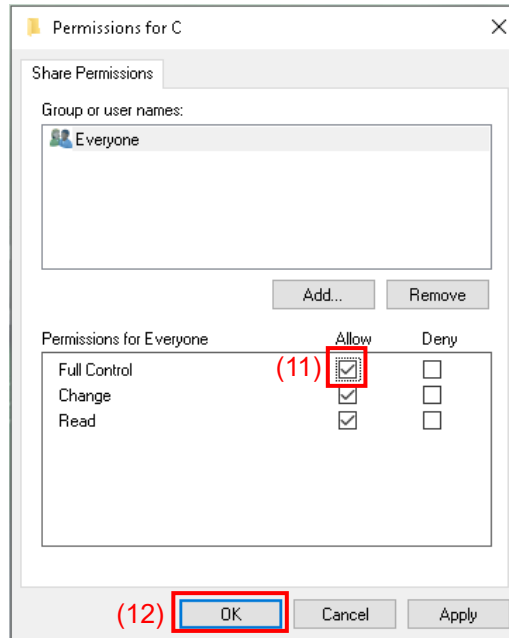 Permissions for C
Share Permissions
Group or user names:
Everyone
Add... Remove
Permissions for Everyone Allow Deny
Full Control (11)
Change
Read
(12) OK Cancel Apply